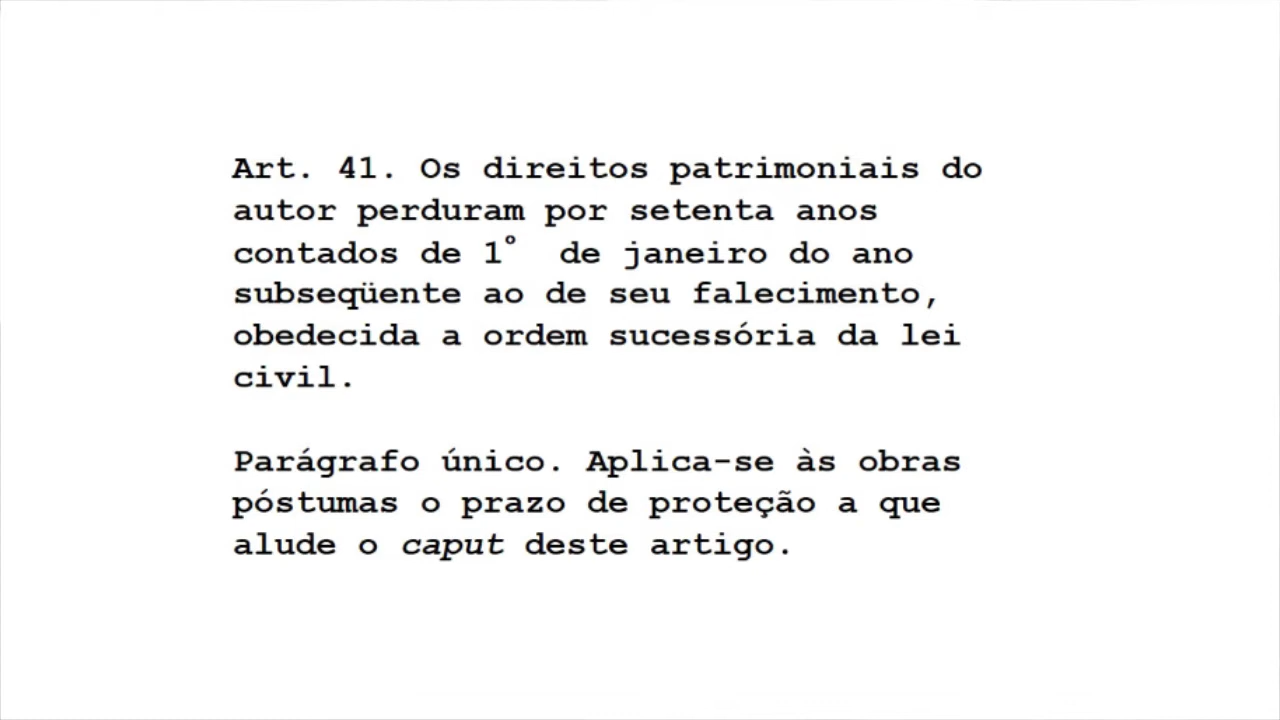 Art. 41. Os direitos patrimoniais do
autor perduram por setenta anos
contados de 1º de janeiro do ano
subseqüente ao de seu falecimento,
obedecida a ordem sucessória da lei
civil.
Parágrafo único. Aplica-se às obras
póstumas o prazo de proteção a que
alude o caput deste artigo.